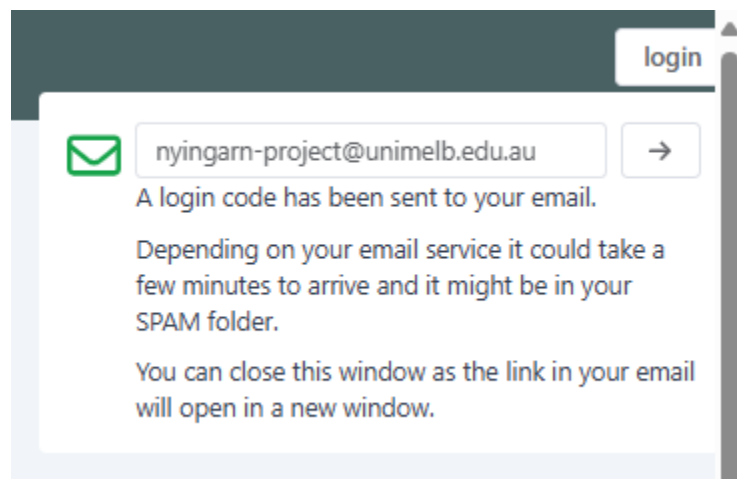 login
nyingarn-project@unimelb.edu.au
A login code has been sent to your email.
Depending on your email service it could take a
few minutes to arrive and it might be in your
SPAM folder.
You can close this window as the link in your email
will open in a new window.